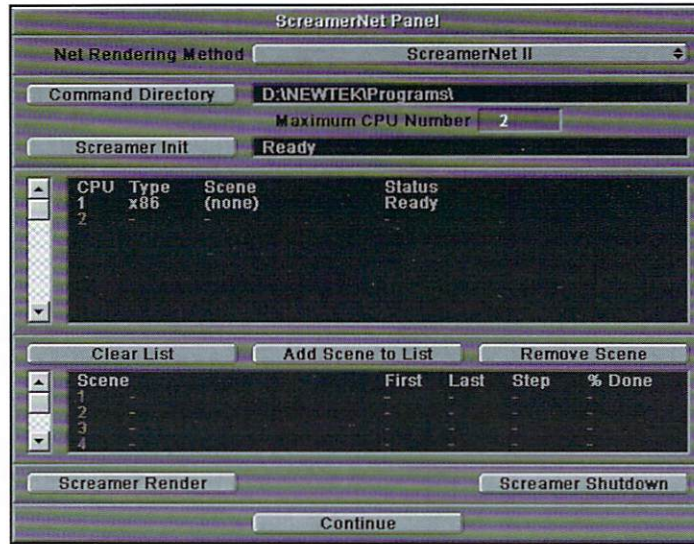 ScreamerNet Panel
Net Rendering Method ScreamerNet II
Command Directory D:\NEWTEK\Programs\
Maximum CPU Number 2
Screamer Init Ready
CPU Type Scene Status
1 x86 (none) Ready
2 - - -
Clear List Add Scene to List Remove Scene
Scene First Last Step % Done
1 - - - - -
2 - - - - -
3 - - - - -
4 - - - - -
Screamer Render Screamer Shutdown
Continue